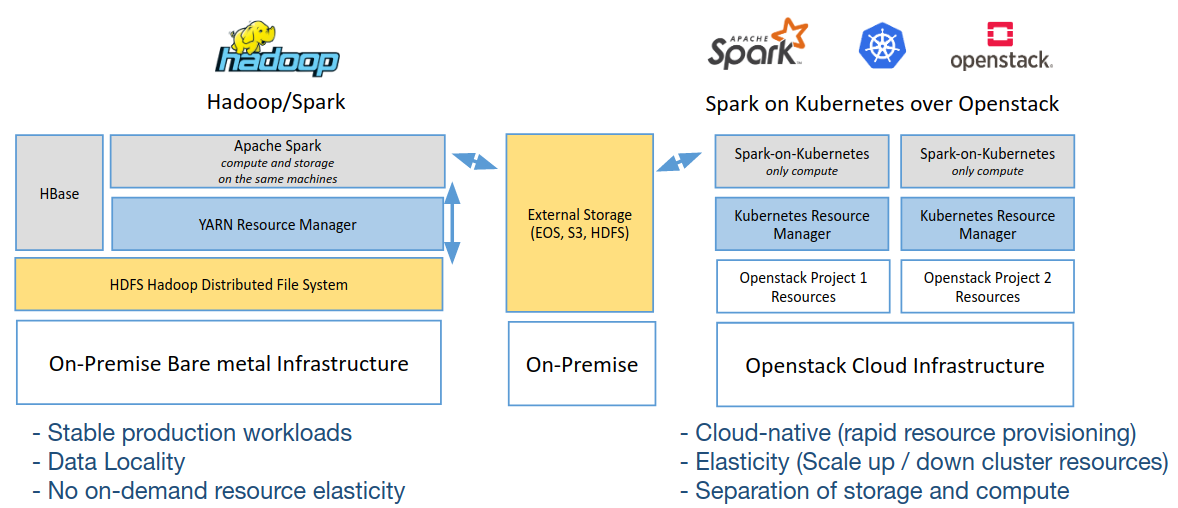 hadoop
Hadoop/Spark
HBase
Apache Spark
compute and storage
on the same machines
YARN Resource Manager
HDFS Hadoop Distributed File System
On-Premise Bare metal Infrastructure
- Stable production workloads
- Data Locality
- No on-demand resource elasticity
External Storage
(EOS, S3, HDFS)
On-Premise
APACHE
Spark™
openstack.
Spark on Kubernetes over Openstack
Spark-on-Kubernetes
only compute
Kubernetes Resource
Manager
Openstack Project 1
Resources
Spark-on-Kubernetes
only compute
Kubernetes Resource
Manager
Openstack Project 2
Resources
Openstack Cloud Infrastructure
- Cloud-native (rapid resource provisioning)
- Elasticity (Scale up / down cluster resources)
- Separation of storage and compute